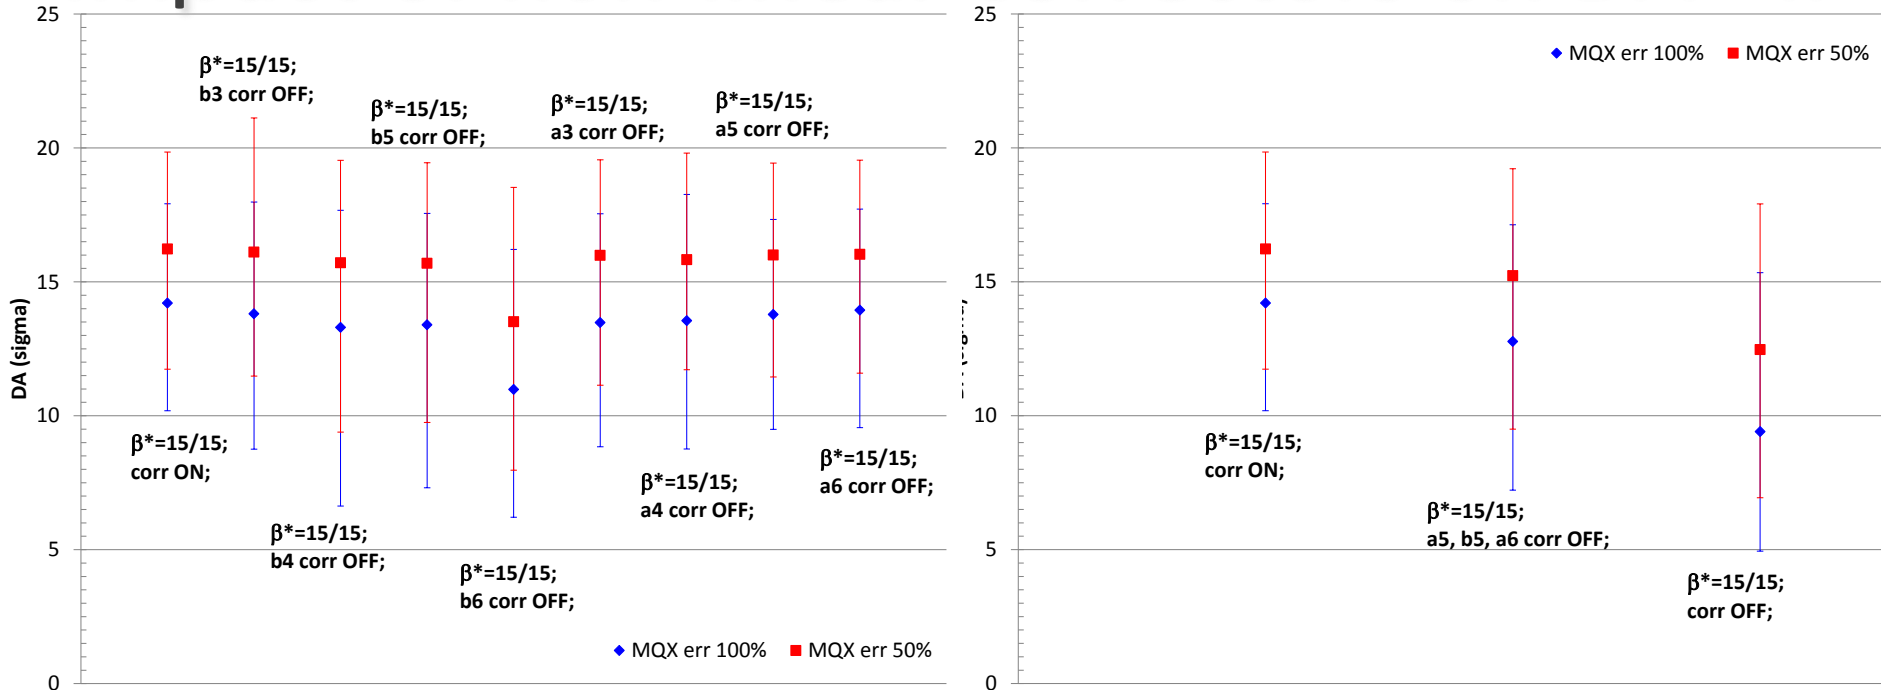 25
20
15
10
5
0
DA (sigma)
β*=15/15;
b3 corr OFF;
β*=15/15;
b5 corr OFF;
β*=15/15;
a3 corr OFF;
β*=15/15;
a5 corr OFF;
β*=15/15;
corr ON;
β*=15/15;
b4 corr OFF;
β*=15/15;
b6 corr OFF;
β*=15/15;
a4 corr OFF;
β*=15/15;
a6 corr OFF;
MQX err 100%
MQX err 50%
25
20
15
10
5
0
MQX err 100%
MQX err 50%
β*=15/15;
corr ON;
β*=15/15;
a5, b5, a6 corr OFF;
β*=15/15;
corr OFF;